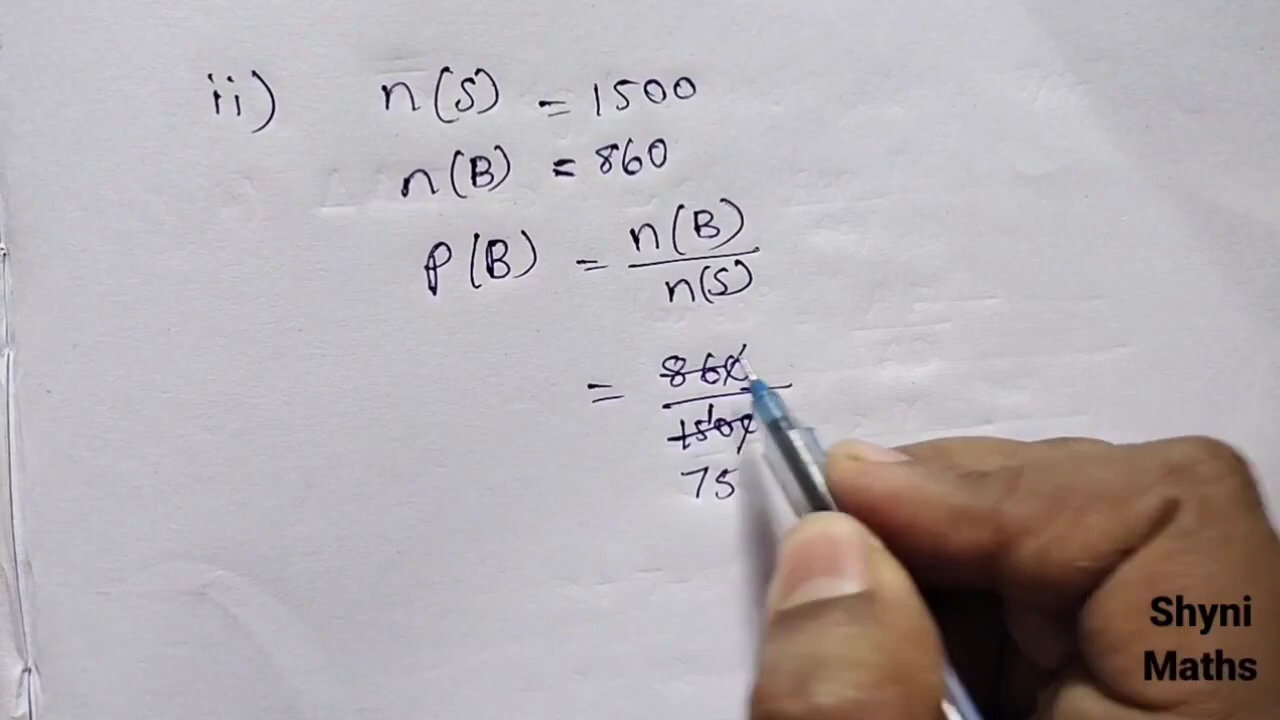 ii) n(S) = 1500
n(B) = 860
P(B) = n(B)
n(S)
= 860
1500
75
Shyni
Maths